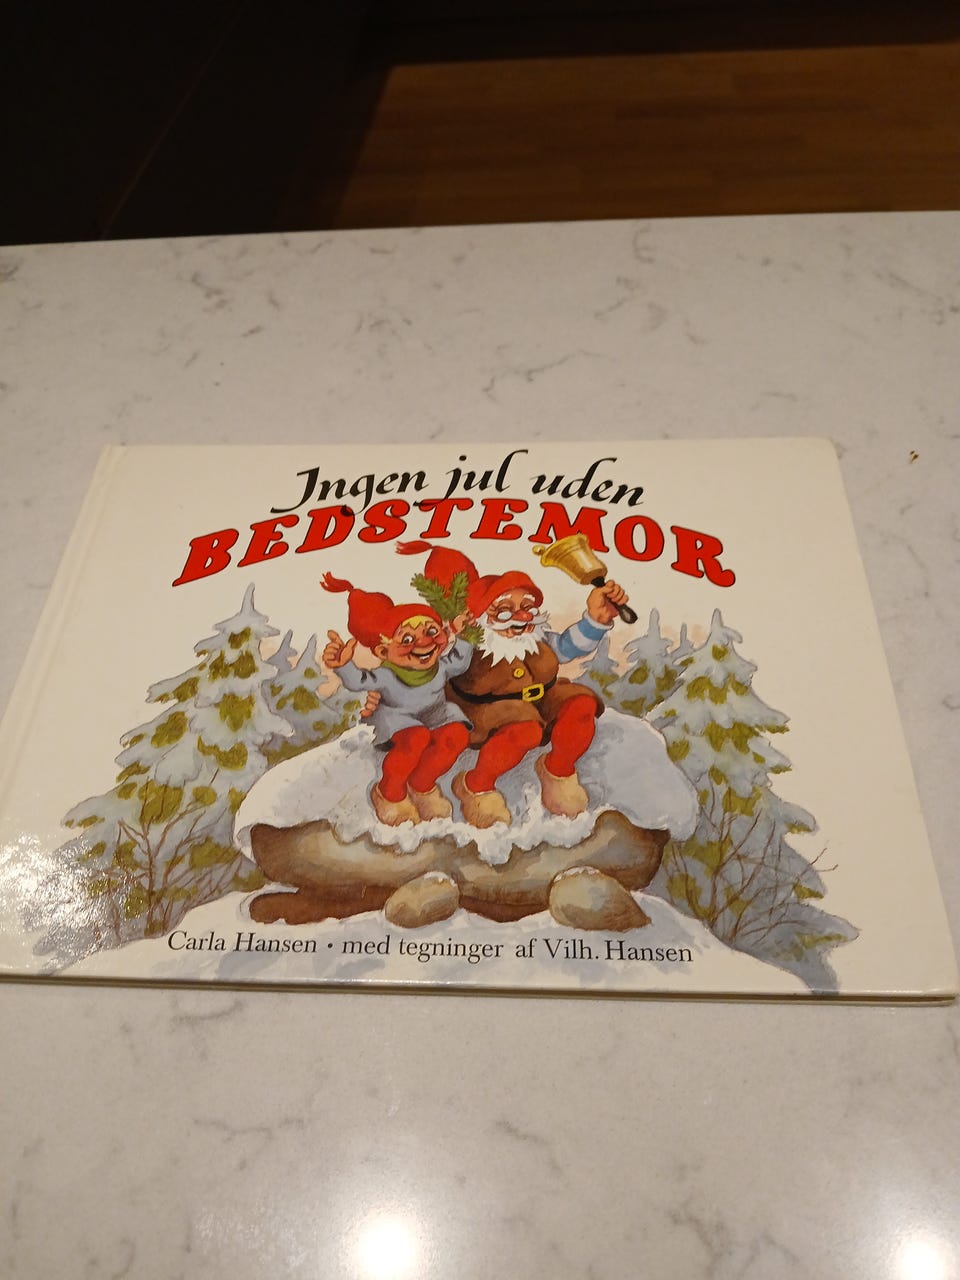 Ingen jul uden
BEDSTEMOR
Carla Hansen • med tegninger af Vilh. Hansen